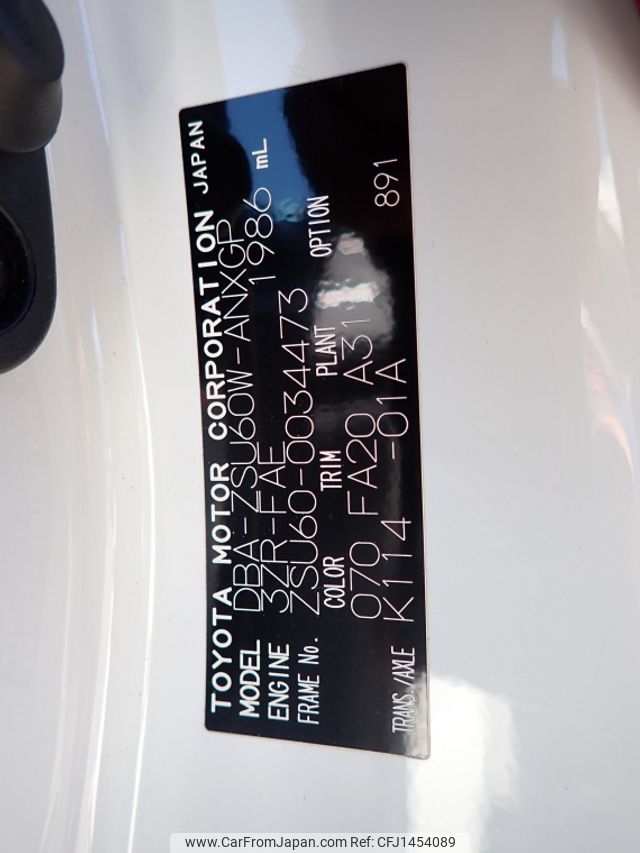 TOYOTA MOTOR CORPORATION JAPAN
MODEL DBA-ZSU60W-ANXGP
ENGINE 3ZR-FAE 1986 mL
FRAME No. ZSU60-0034473
COLOR TRIM PLANT OPTION
070 FA20 A31
TRANS./AXLE K114 -01A 891
www.CarFromJapan.com Ref: CFJ1454089